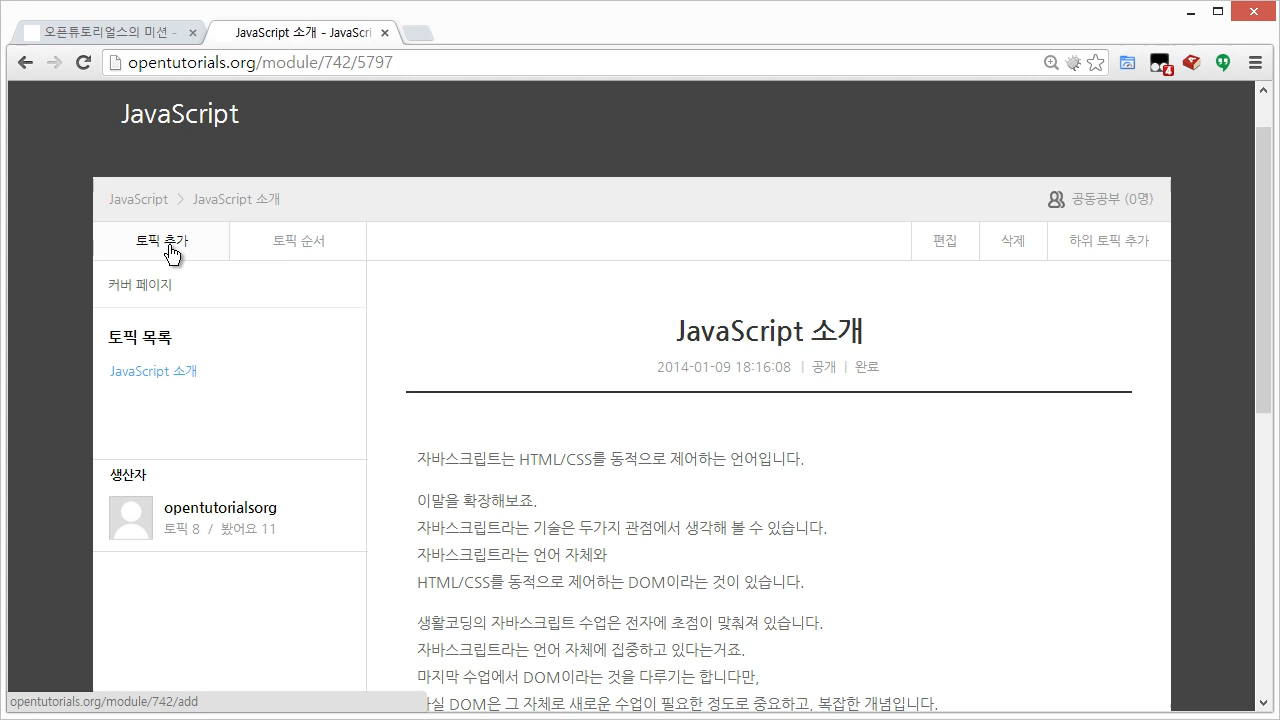 오픈튜토리얼스의 미션 -
JavaScript 소개 - JavaScri
opentutorials.org/module/742/5797
4
JavaScript
JavaScript > JavaScript 소개
공동공부 (0명)
토픽 추가
토픽 순서
편집
삭제
하위 토픽 추가
커버 페이지
토픽 목록
JavaScript 소개
생산자
opentutorialsorg
토픽 8 / 봤어요 11
JavaScript 소개
2014-01-09 18:16:08 | 공개 | 완료
자바스크립트는 HTML/CSS를 동적으로 제어하는 언어입니다.
이말을 확장해보죠.
자바스크립트라는 기술은 두가지 관점에서 생각해 볼 수 있습니다.
자바스크립트라는 언어 자체와
HTML/CSS를 동적으로 제어하는 DOM이라는 것이 있습니다.
생활코딩의 자바스크립트 수업은 전자에 초점이 맞춰져 있습니다.
자바스크립트라는 언어 자체에 집중하고 있다는거죠.
마지막 수업에서 DOM이라는 것을 다루기는 합니다만,
사실 DOM은 그 자체로 새로운 수업이 필요한 정도로 중요하고, 복잡한 개념입니다.
opentutorials.org/module/742/add